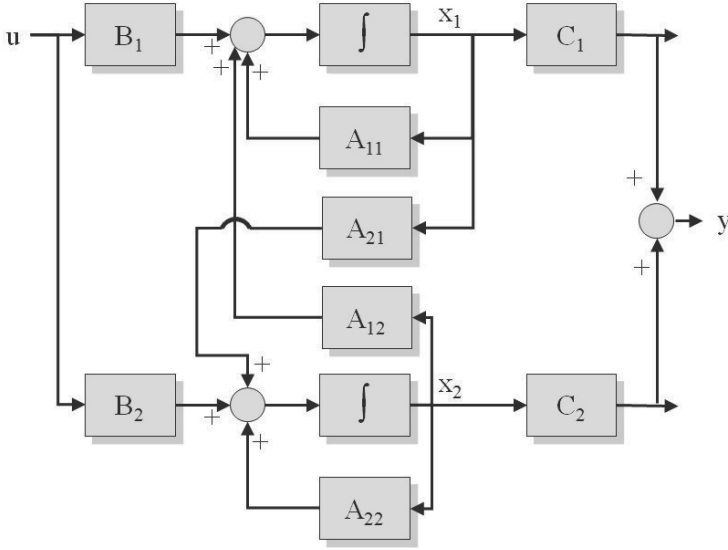 u B₁ + ∫ x₁ C₁
+ +
A₁₁
+
A₂₁
y
+
A₁₂
+
B₂ + ∫ x₂ C₂
+
A₂₂